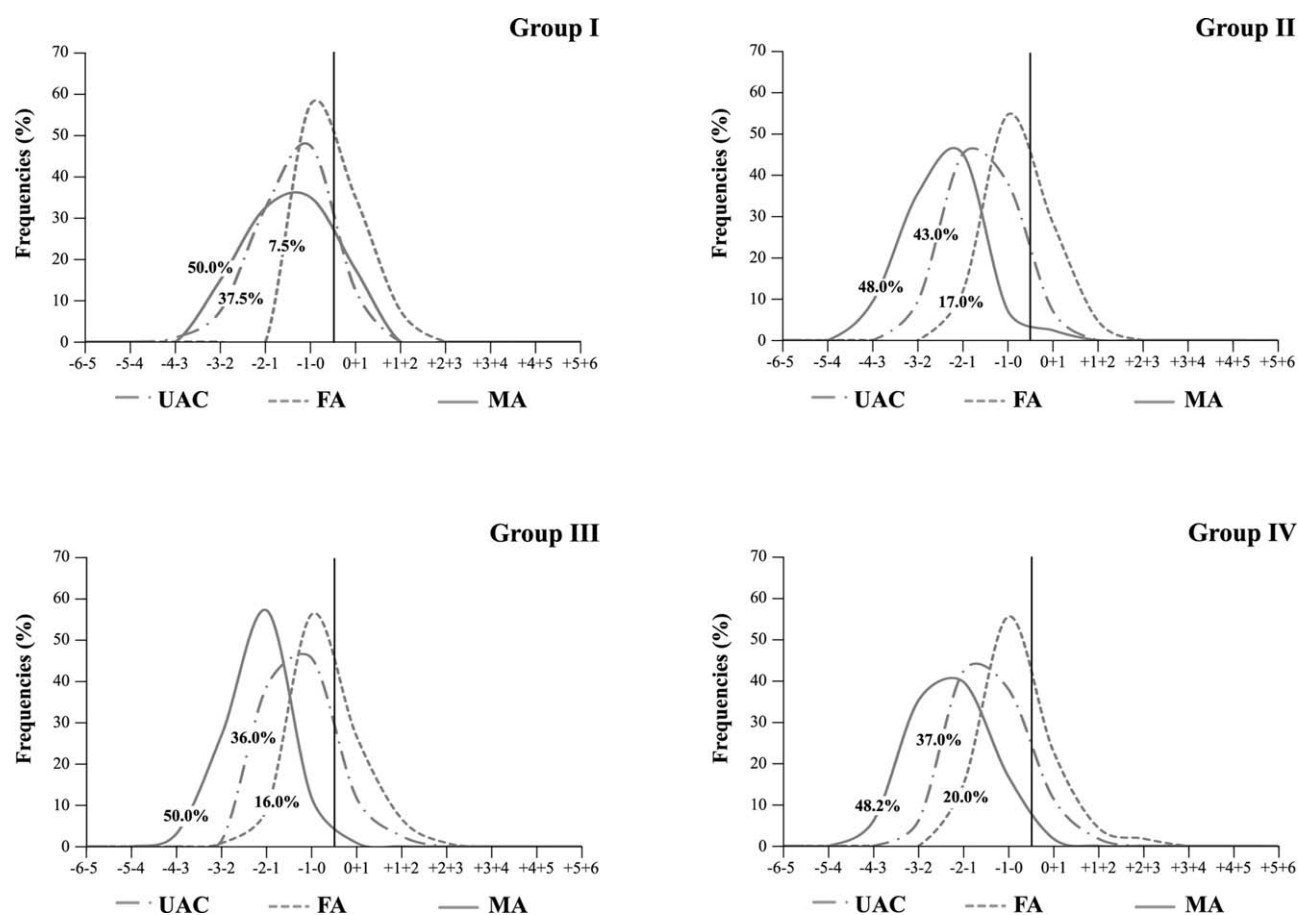 Group I
Frequencies (%)
70
60
50
40
30
20
10
0
50.0%
37.5%
7.5%
-6-5 -5-4 -4-3 -3-2 -2-1 -1-0 0+1 +1+2 +2+3 +3+4 +4+5 +5+6
UAC FA MA
Group II
Frequencies (%)
70
60
50
40
30
20
10
0
48.0%
43.0%
17.0%
-6-5 -5-4 -4-3 -3-2 -2-1 -1-0 0+1 +1+2 +2+3 +3+4 +4+5 +5+6
UAC FA MA
Group III
Frequencies (%)
70
60
50
40
30
20
10
0
50.0%
36.0%
16.0%
-6-5 -5-4 -4-3 -3-2 -2-1 -1-0 0+1 +1+2 +2+3 +3+4 +4+5 +5+6
UAC FA MA
Group IV
Frequencies (%)
70
60
50
40
30
20
10
0
48.2%
37.0%
20.0%
-6-5 -5-4 -4-3 -3-2 -2-1 -1-0 0+1 +1+2 +2+3 +3+4 +4+5 +5+6
UAC FA MA